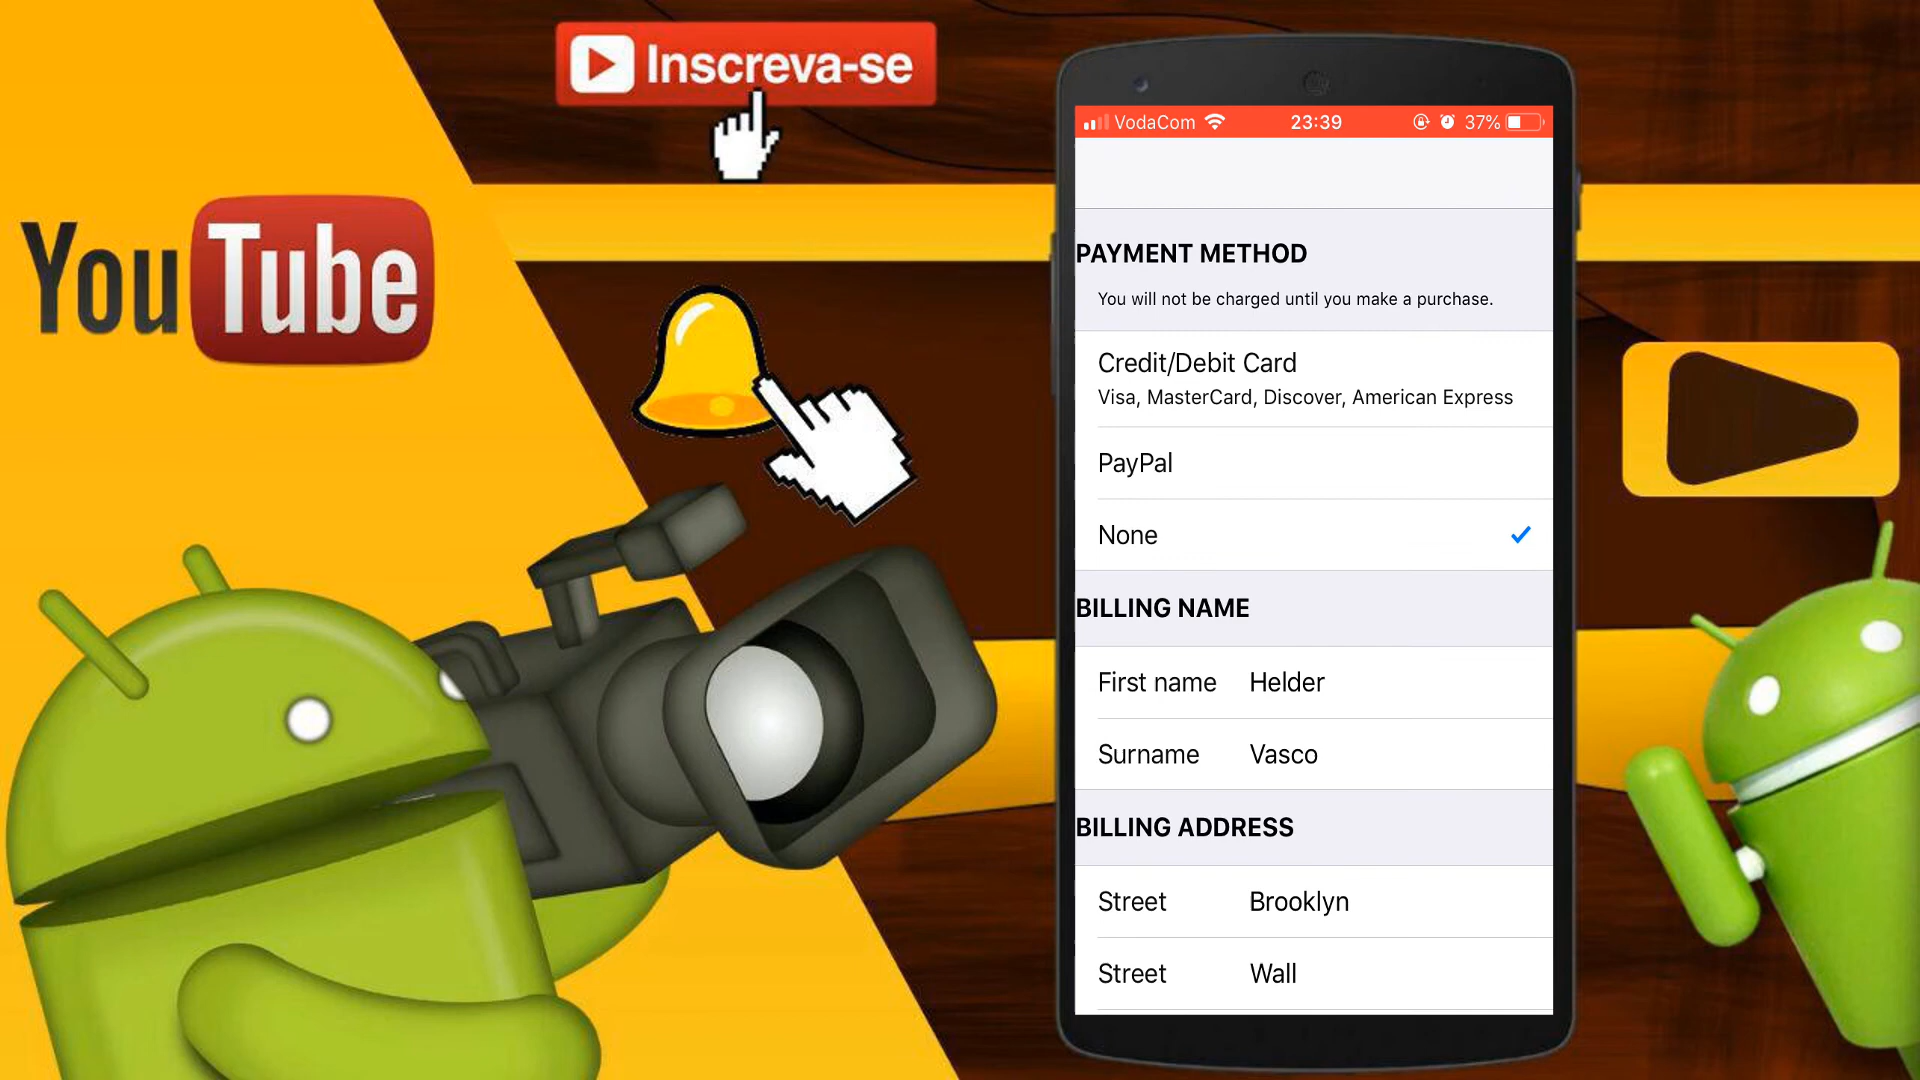 Inscreva-se
YouTube
VodaCom 23:39 37%
PAYMENT METHOD
You will not be charged until you make a purchase.
Credit/Debit Card
Visa, MasterCard, Discover, American Express
PayPal
None
BILLING NAME
First name Helder
Surname Vasco
BILLING ADDRESS
Street Brooklyn
Street Wall